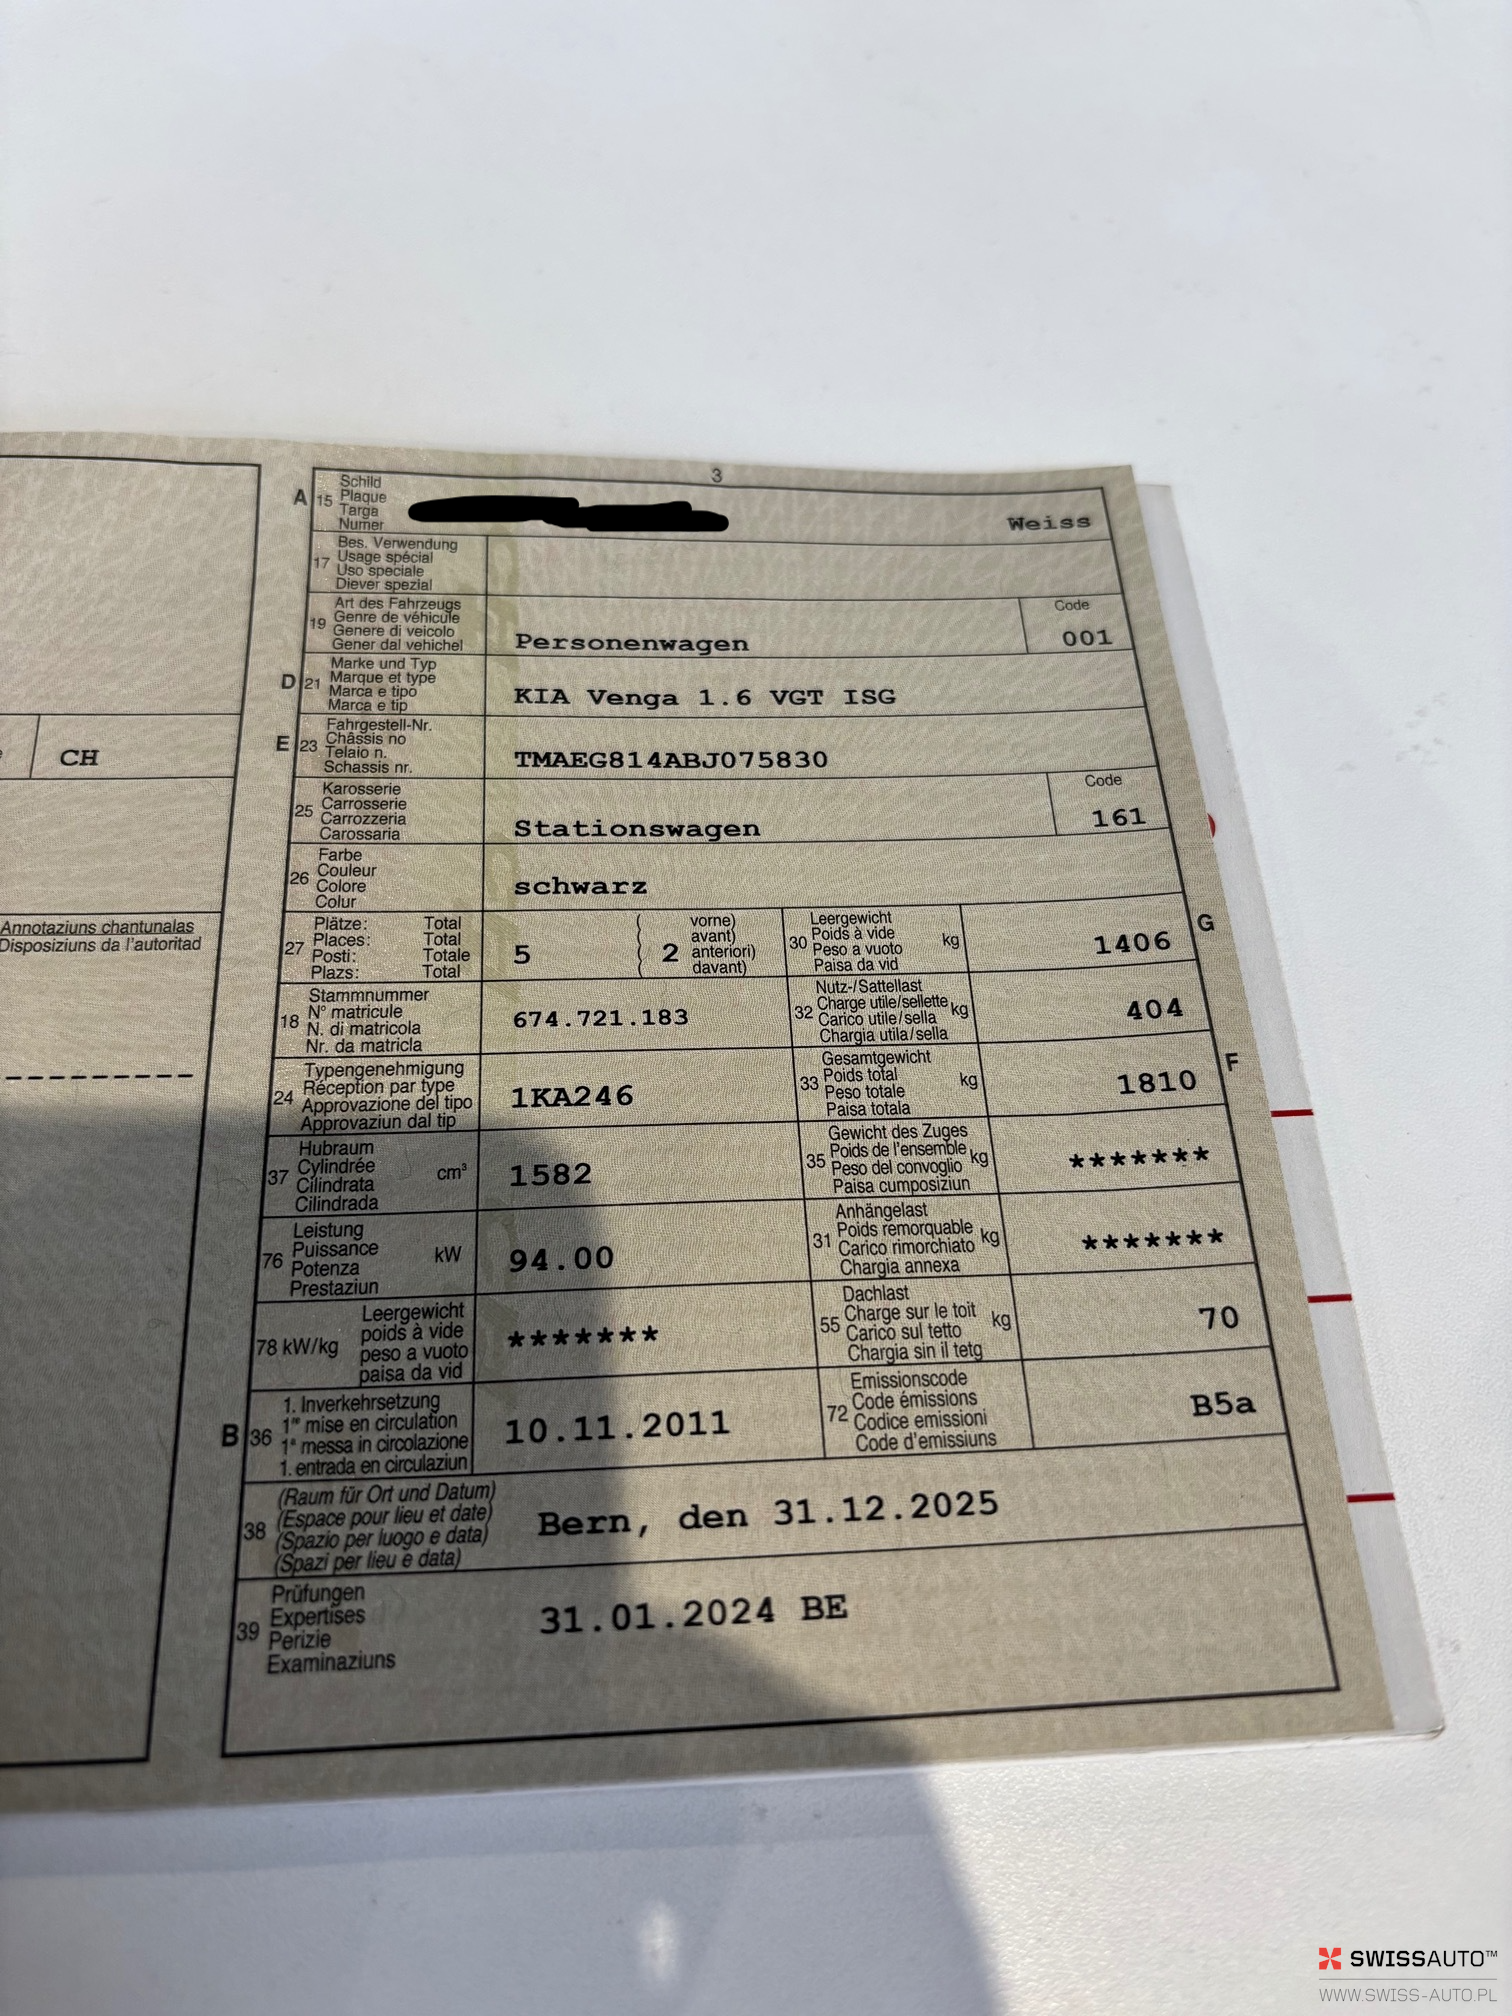 3
A 15 Schild
Plaque
Targa
Numer
Weiss
17 Bes. Verwendung
Usage spécial
Uso speciale
Diever spezial
19 Art des Fahrzeugs
Genre de véhicule
Genere di veicolo
Gener dal vehichel
Personenwagen
Code
001
D 21 Marke und Typ
Marque et type
Marca e tipo
Marca e tip
KIA Venga 1.6 VGT ISG
E 23 Fahrgestell-Nr.
Châssis no
Telaio n.
Schassis nr.
TMAEG814ABJ075830
25 Karosserie
Carrosserie
Carrozzeria
Carossaria
Stationswagen
Code
161
26 Farbe
Couleur
Colore
Colur
schwarz
27 Plätze: Total
Places: Total
Posti: Totale
Plazs: Total
5
( 2 vorne)
avant)
anteriori)
davant)
30 Leergewicht
Poids à vide
Peso a vuoto
Paisa da vid
kg
1406
G
18 Stammnummer
N° matricule
N. di matricola
Nr. da matricla
674.721.183
32 Nutz-/Sattellast
Charge utile/sellette
Carico utile/sella
Chargia utila/sella
kg
404
24 Typengenehmigung
Réception par type
Approvazione del tipo
Approvaziun dal tip
1KA246
33 Gesamtgewicht
Poids total
Peso totale
Paisa totala
kg
1810
F
37 Hubraum
Cylindrée
Cilindrata
Cilindrada
cm³
1582
35 Gewicht des Zuges
Poids de l'ensemble
Peso del convoglio
Paisa cumposiziun
kg
*******
76 Leistung
Puissance
Potenza
Prestaziun
kW
94.00
31 Anhängelast
Poids remorquable
Carico rimorchiato
Chargia annexa
kg
*******
78 kW/kg
Leergewicht
poids à vide
peso a vuoto
paisa da vid
*******
55 Dachlast
Charge sur le toit
Carico sul tetto
Chargia sin il tetg
kg
70
B 36 1. Inverkehrsetzung
1re mise en circulation
1a messa in circolazione
1. entrada en circulaziun
10.11.2011
72 Emissionscode
Code émissions
Codice emissioni
Code d'emissiuns
B5a
38 (Raum für Ort und Datum)
(Espace pour lieu et date)
(Spazio per luogo e data)
(Spazi per lieu e data)
Bern, den 31.12.2025
39 Prüfungen
Expertises
Perizie
Examinaziuns
31.01.2024 BE
CH
Annotaziuns chantunalas
Disposiziuns da l'autoritad
SWISSAUTO™
WWW.SWISS-AUTO.PL